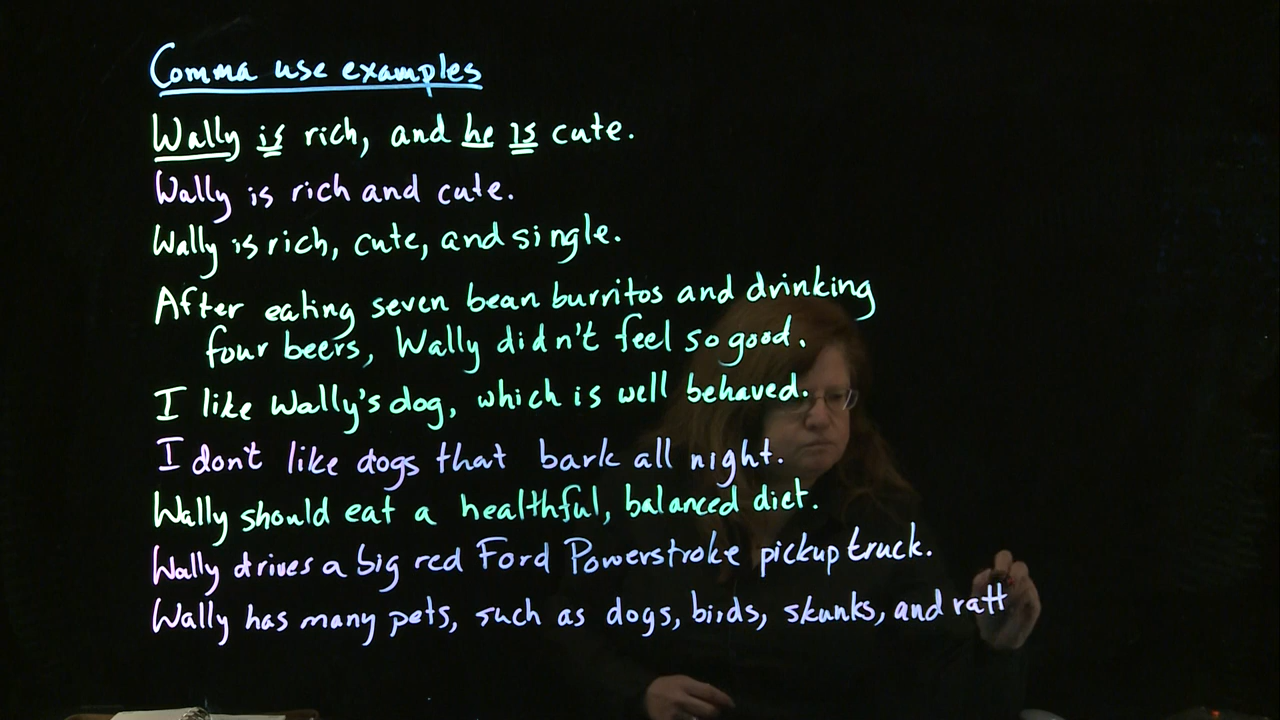 Comma use examples
Wally is rich, and he is cute.
Wally is rich and cute.
Wally is rich, cute, and single.
After eating seven bean burritos and drinking
four beers, Wally didn't feel so good.
I like Wally's dog, which is well behaved.
I don't like dogs that bark all night.
Wally should eat a healthful, balanced diet.
Wally drives a big red Ford Powerstroke pickup truck.
Wally has many pets, such as dogs, birds, skunks, and ratt